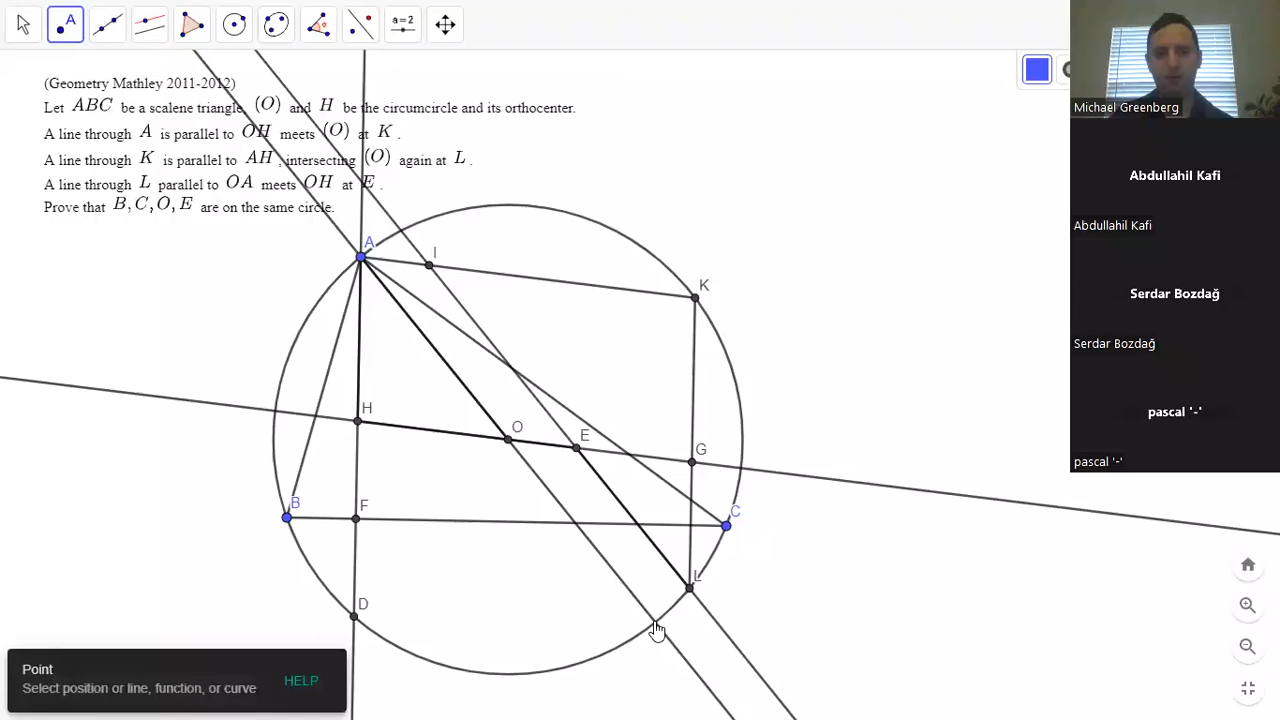 A
a=2
(Geometry Mathley 2011-2012)
Let ABC be a scalene triangle, (O) and H be the circumcircle and its orthocenter.
A line through A is parallel to OH meets (O) at K .
A line through K is parallel to AH , intersecting (O) again at L .
A line through L parallel to OA meets OH at E .
Prove that B, C, O, E are on the same circle.
A
I
K
H
O
E
G
B
F
C
L
D
Point
Select position or line, function, or curve
HELP
Michael Greenberg
Abdullahil Kafi
Abdullahil Kafi
Serdar Bozdağ
Serdar Bozdağ
pascal '-'
pascal '-'